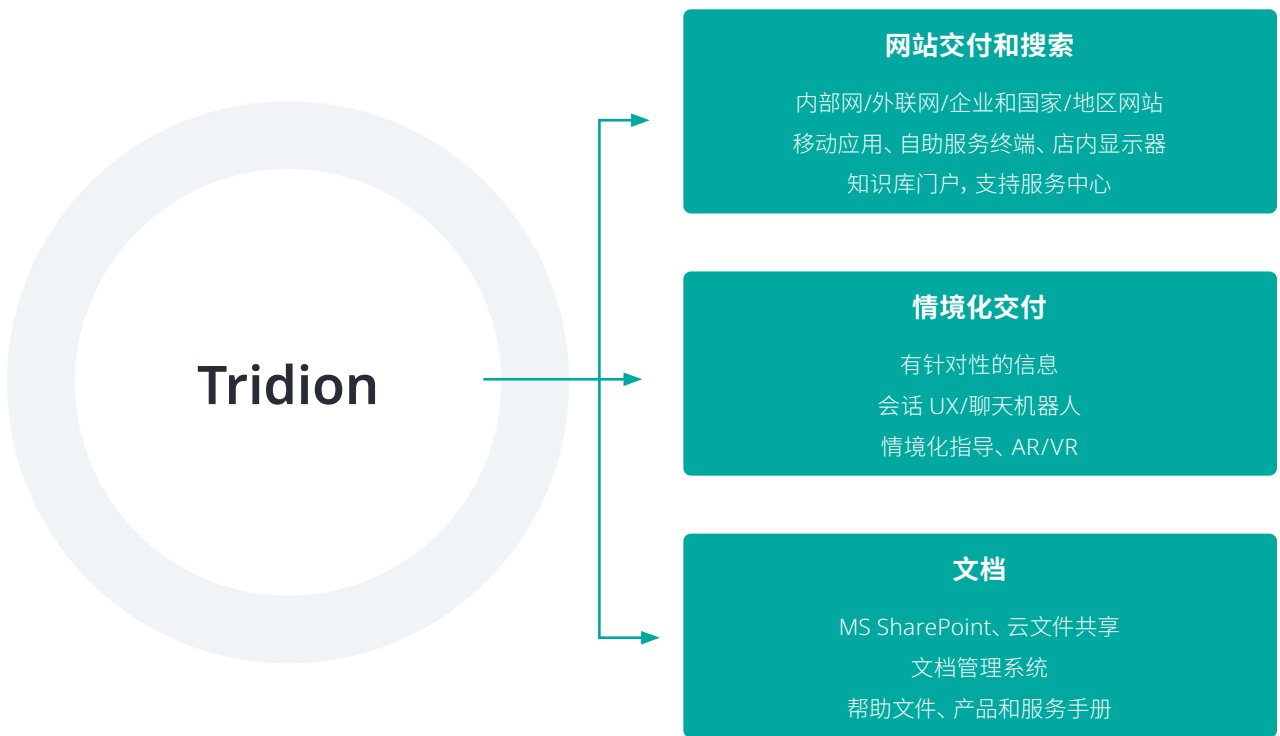 Tridion
网站交付和搜索
内部网/外联网/企业和国家/地区网站
移动应用、自助服务终端、店内显示器
知识库门户，支持服务中心
情境化交付
有针对性的信息
会话 UX/聊天机器人
情境化指导、AR/VR
文档
MS SharePoint、云文件共享
文档管理系统
帮助文件、产品和服务手册